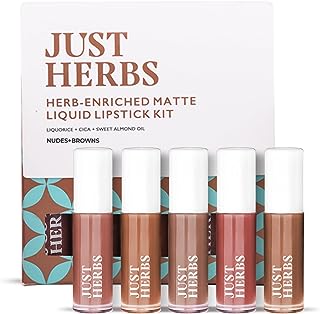 JUST
HERBS
HERB-ENRICHED MATTE
LIQUID LIPSTICK KIT
LIQUORICE + CICA + SWEET ALMOND OIL
NUDES+BROWNS
HER
JUST
HERBS
JUST
HERBS
JUST
HERBS
JUST
HERBS
JUST
HERBS